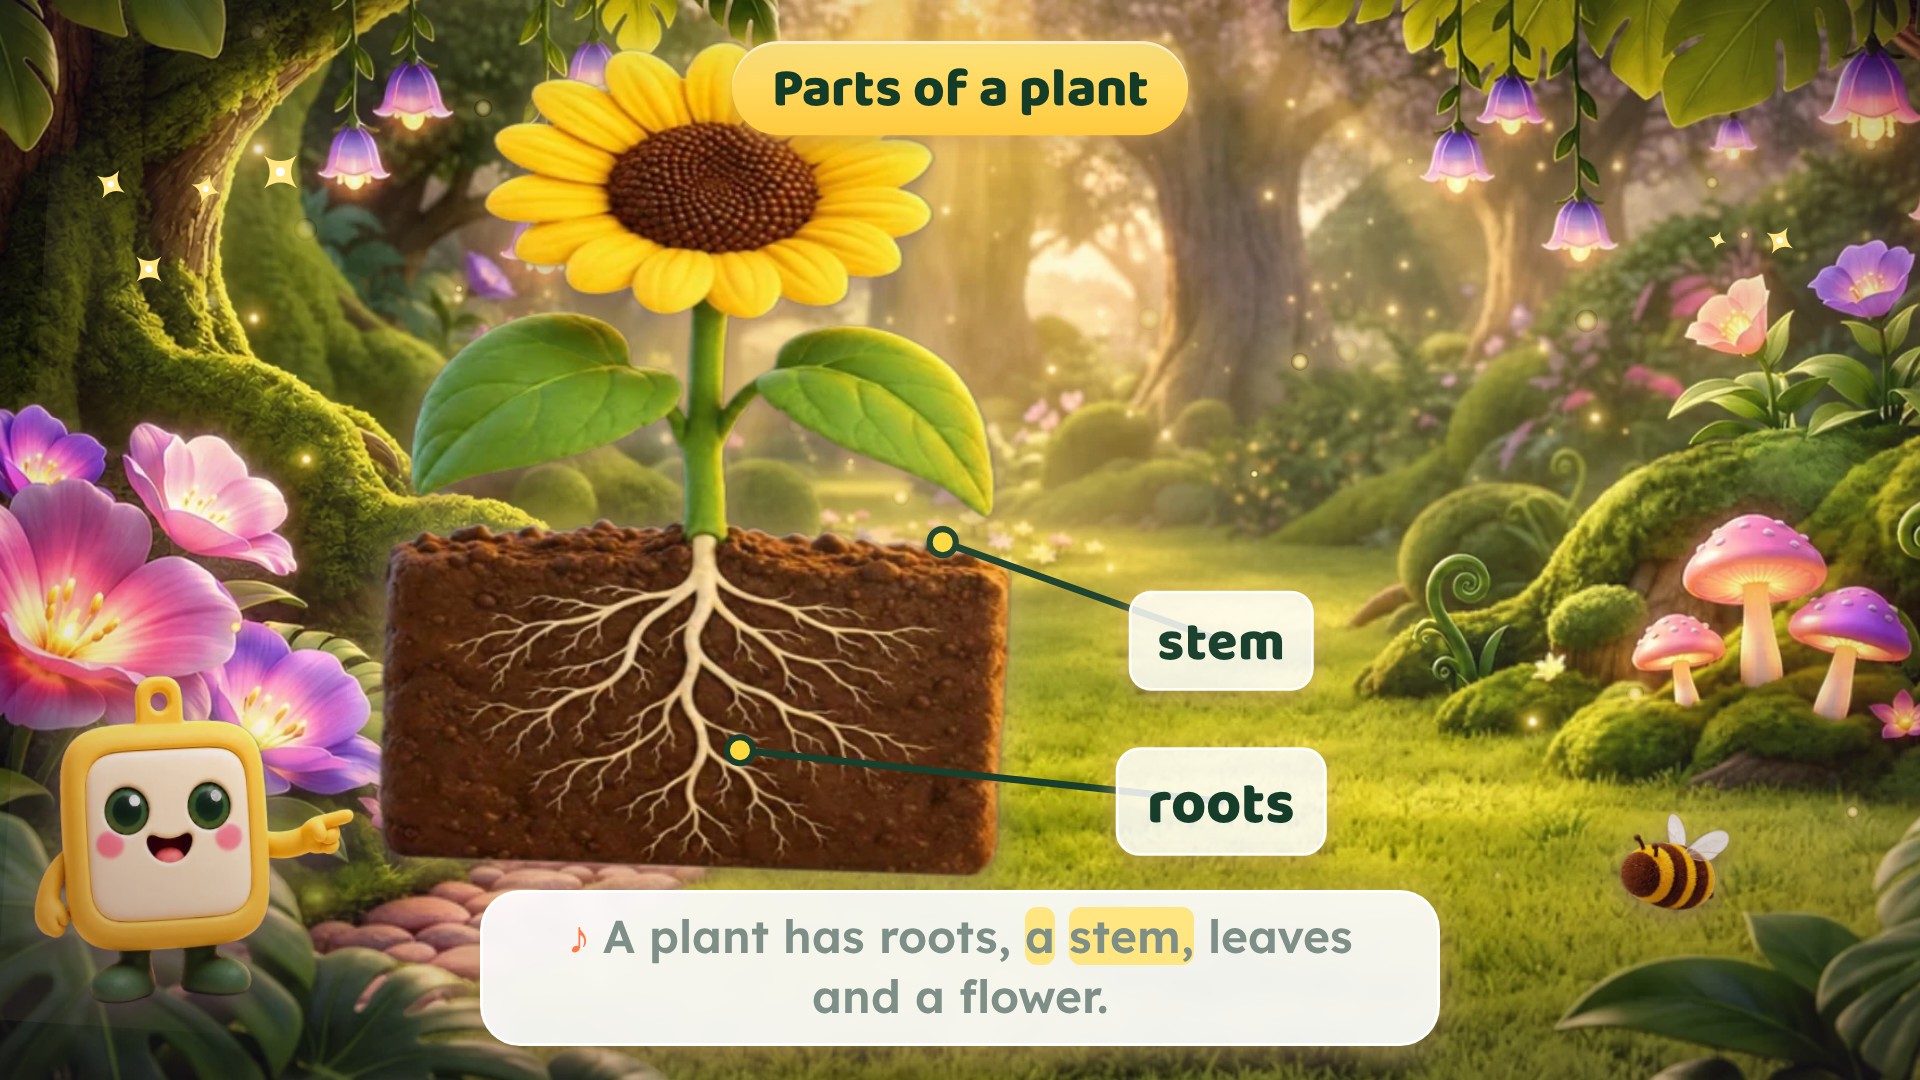 Parts of a plant
stem
roots
♪ A plant has roots, a stem, leaves
and a flower.